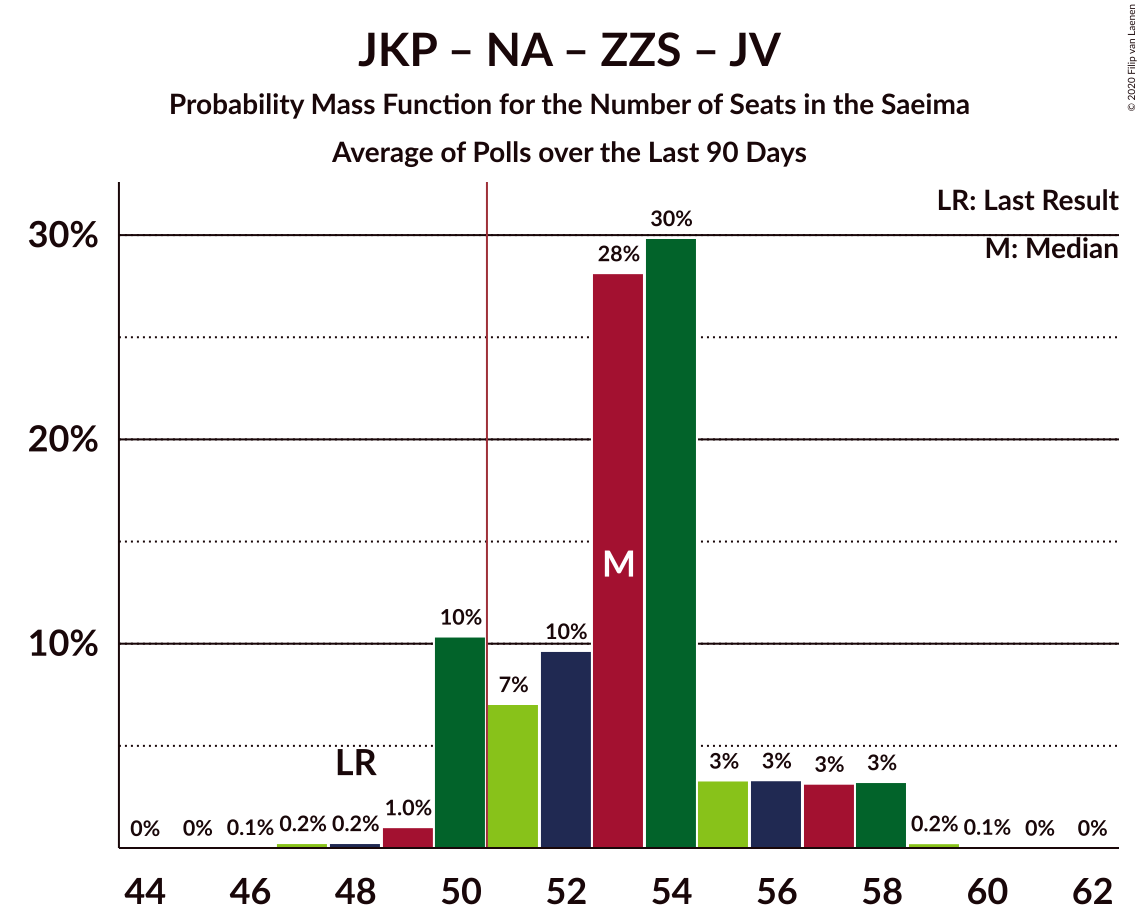 JKP – NA – ZZS – JV
Probability Mass Function for the Number of Seats in the Saeima
Average of Polls over the Last 90 Days
© 2020 Filip van Laenen
LR: Last Result
M: Median
30%
20%
10%
0%
0%
0.1%
0.2%
0.2%
1.0%
10%
7%
10%
28%
30%
3%
3%
3%
3%
0.2%
0.1%
0%
0%
LR
M
44 46 48 50 52 54 56 58 60 62